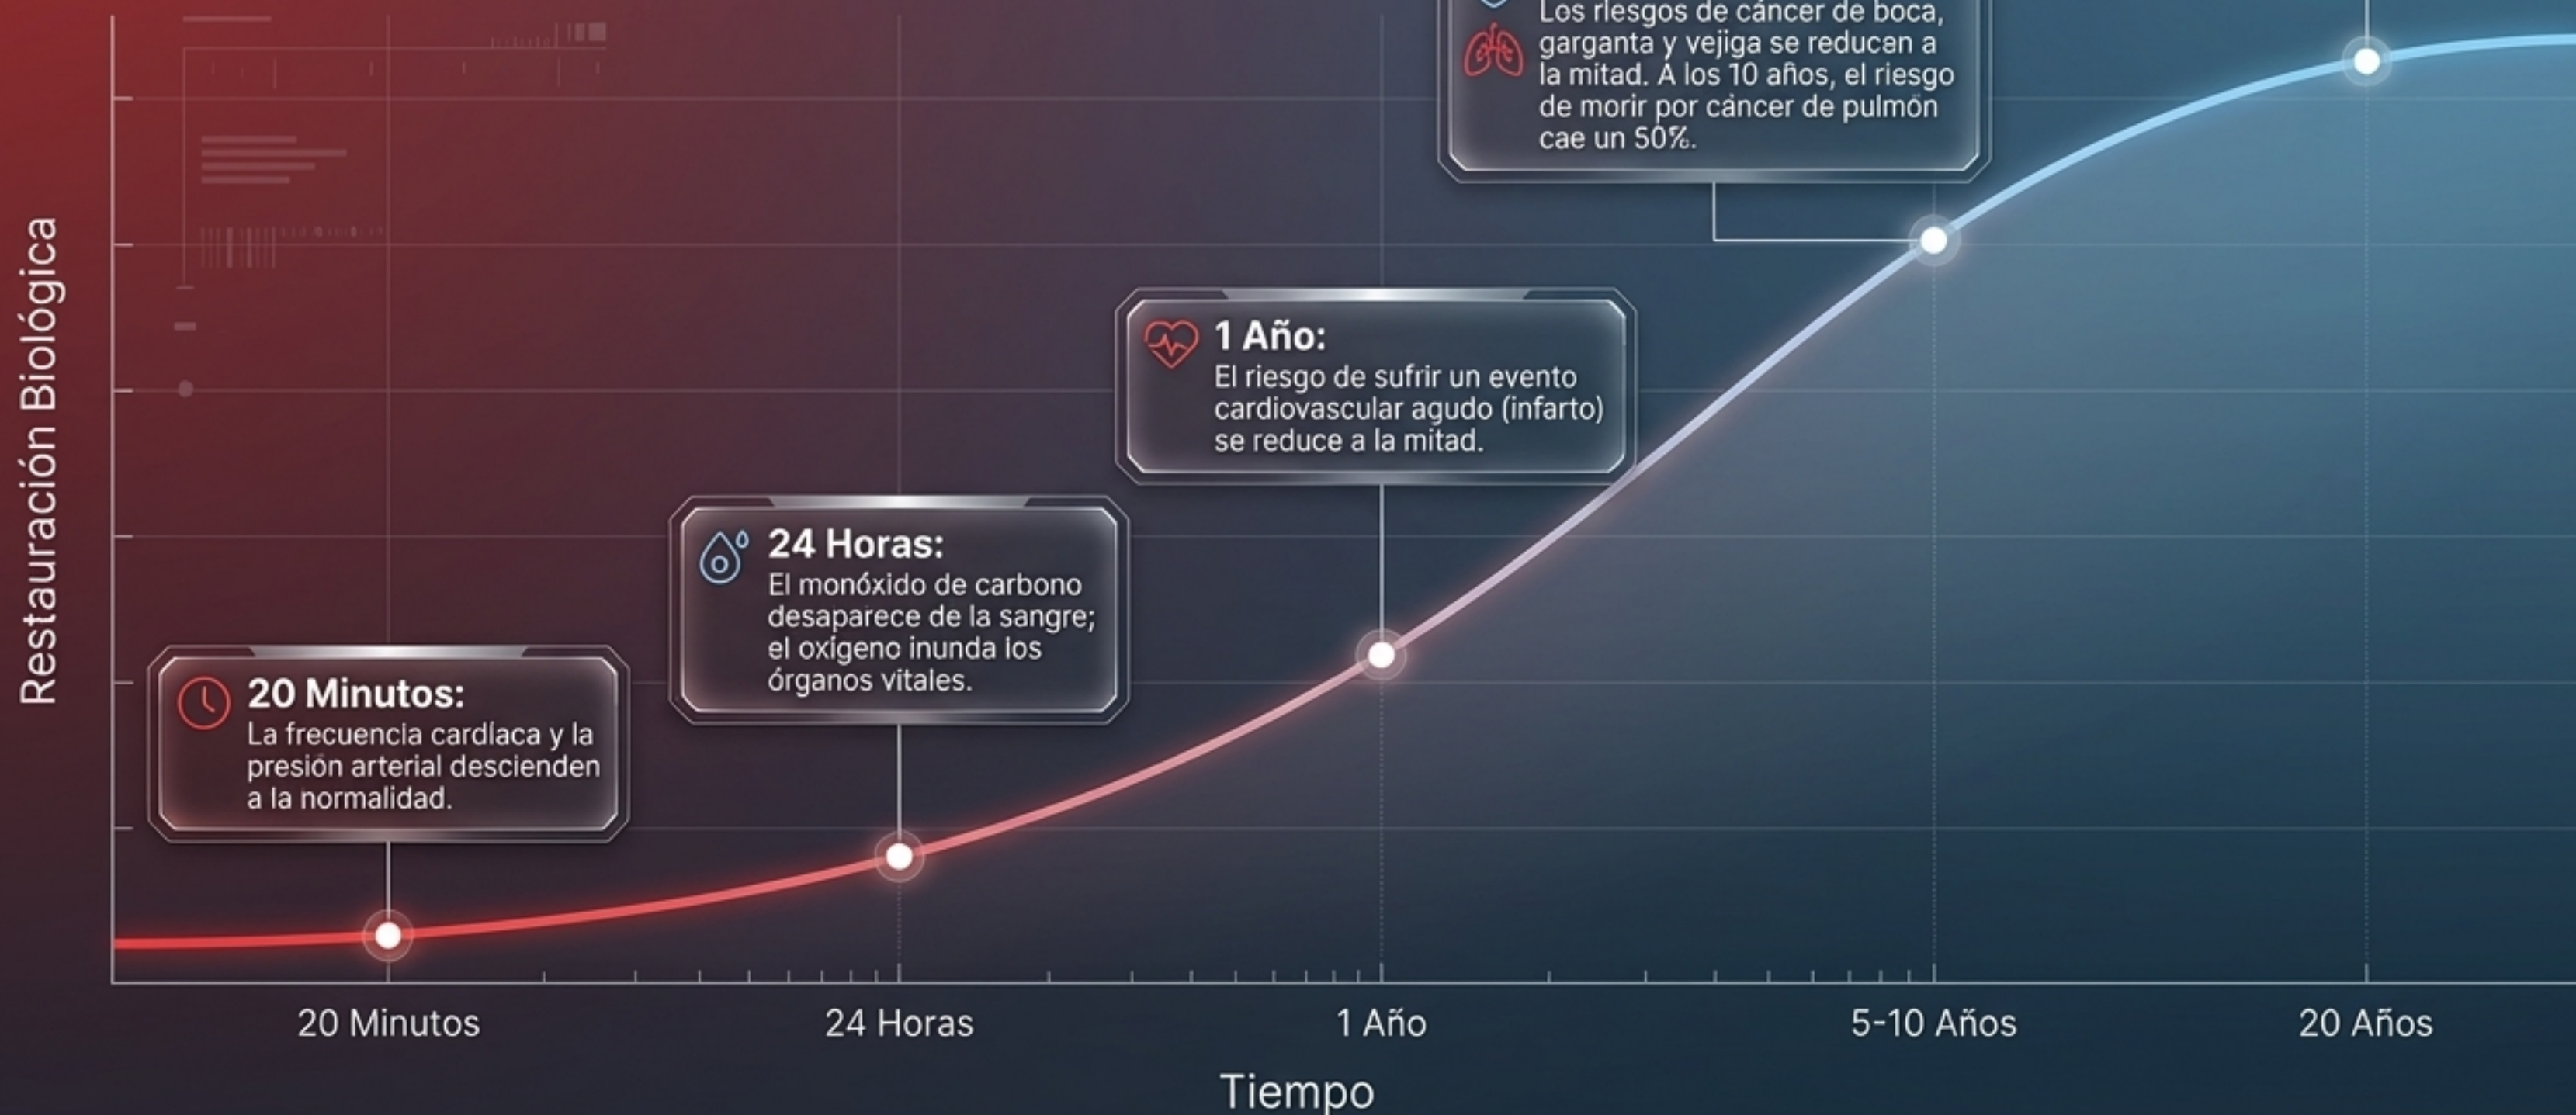 Los riesgos de cáncer de boca,
garganta y vejiga se reducan a
la mitad. A los 10 años, el riesgo
de morir por cáncer de pulmón
cae un 50%.
1 Año:
El riesgo de sufrir un evento
cardiovascular agudo (infarto)
se reduce a la mitad.
24 Horas:
El monóxido de carbono
desaparece de la sangre;
el oxígeno inunda los
órganos vitales.
20 Minutos:
La frecuencia cardíaca y la
presión arterial descienden
a la normalidad.
Restauración Biológica
20 Minutos
24 Horas
1 Año
5-10 Años
20 Años
Tiempo